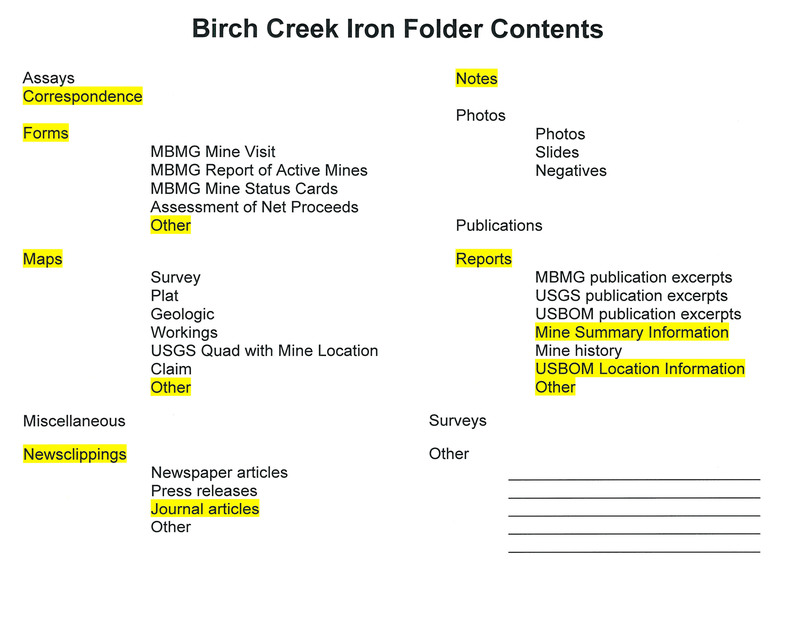 Birch Creek Iron Folder Contents
Assays
Correspondence
Forms
MBMG Mine Visit
MBMG Report of Active Mines
MBMG Mine Status Cards
Assessment of Net Proceeds
Other
Maps
Survey
Plat
Geologic
Workings
USGS Quad with Mine Location
Claim
Other
Miscellaneous
Newsclippings
Newspaper articles
Press releases
Journal articles
Other
Notes
Photos
Photos
Slides
Negatives
Publications
Reports
MBMG publication excerpts
USGS publication excerpts
USBOM publication excerpts
Mine Summary Information
Mine history
USBOM Location Information
Other
Surveys
Other